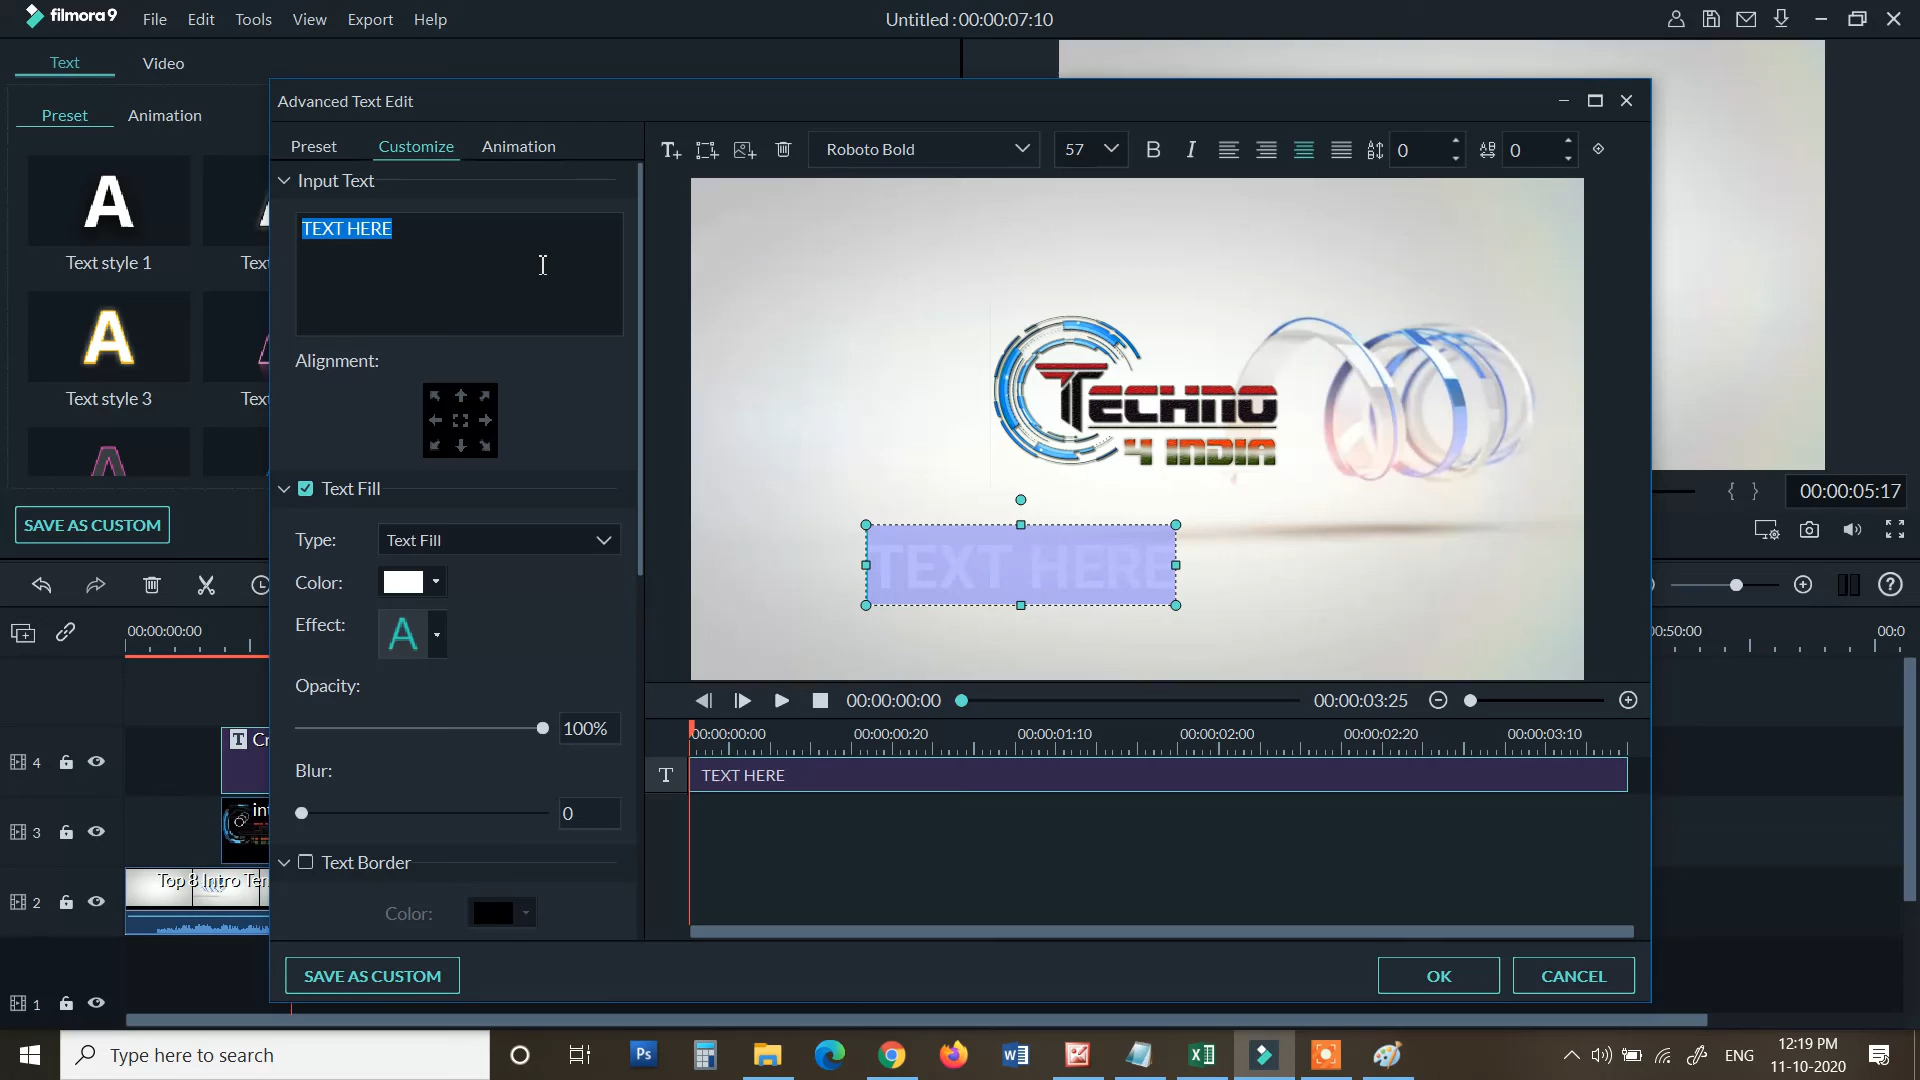 filmora9 File Edit Tools View Export Help Untitled : 00:00:07:10
Text Video
Advanced Text Edit
Preset Animation
Preset Customize Animation
Roboto Bold 57 B I 0 0
Input Text
TEXT HERE
A
Text style 1
A
Text style 3
Alignment:
TECHNO
4 INDIA
Text Fill
Type: Text Fill
Color:
Effect: A
Opacity:
100%
Blur:
0
Text Border
Color:
TEXT HERE
{ } 00:00:05:17
SAVE AS CUSTOM
00:00:00:00
00:00:00:00 00:00:03:25
00:00:00:00 00:00:00:20 00:00:01:10 00:00:02:00 00:00:02:20 00:00:03:10
T TEXT HERE
4 T
3
2 Top 8 Intro Tem
1
SAVE AS CUSTOM OK CANCEL
Type here to search
Ps
ENG
12:19 PM
11-10-2020